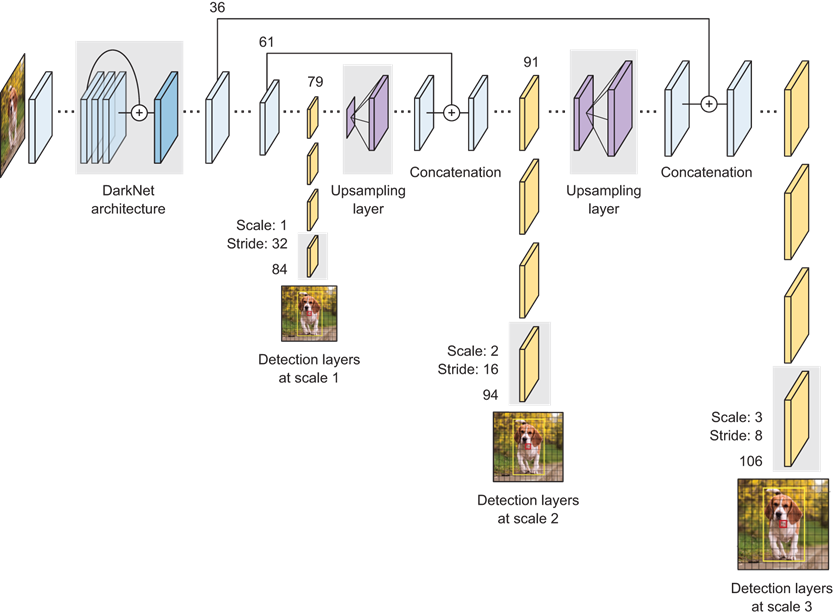 36
61
79
91
DarkNet
architecture
Upsampling
layer
Concatenation
Upsampling
layer
Concatenation
Scale: 1
Stride: 32
84
Detection layers
at scale 1
Scale: 2
Stride: 16
94
Detection layers
at scale 2
Scale: 3
Stride: 8
106
Detection layers
at scale 3